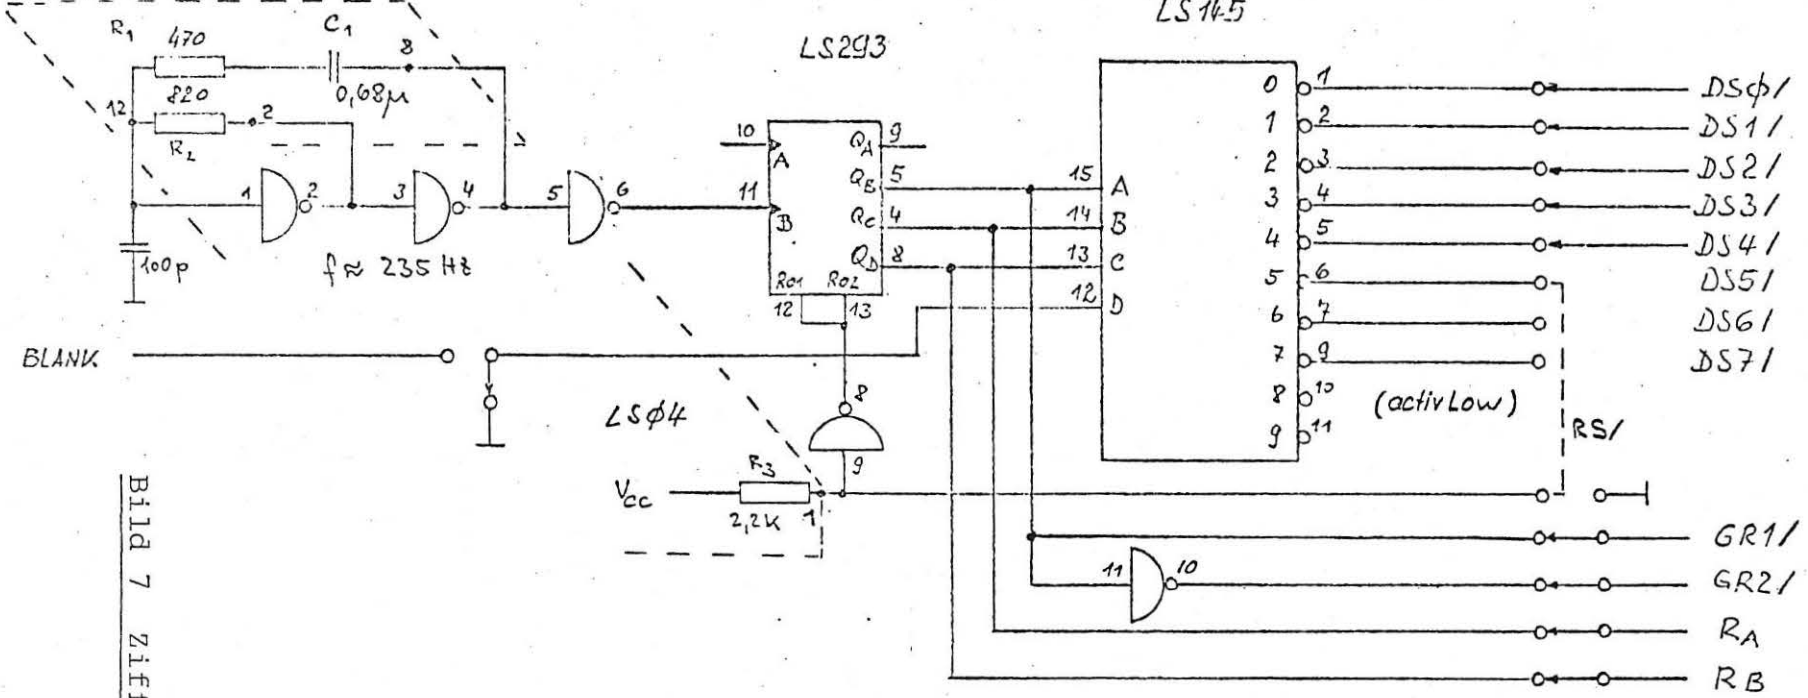 LS145
R1
470
C1
8
0,68µ
12
820
2
R2
1
2
3
4
5
6
100p
f ≈ 235 Hz
LS293
10
A
11
B
QA
9
QB
5
QC
4
QD
8
R01
R02
12
13
15
A
14
B
13
C
12
D
0
1
DSϕ/
1
2
DS1/
2
3
DS2/
3
4
DS3/
4
5
DS4/
5
6
DS5/
6
7
DS6/
7
9
DS7/
8
10
9
11
(activLow)
RS/
BLANK
LSϕ4
8
9
VCC
R3
2,2K
1
GR1/
11
10
GR2/
RA
RB
Bild 7